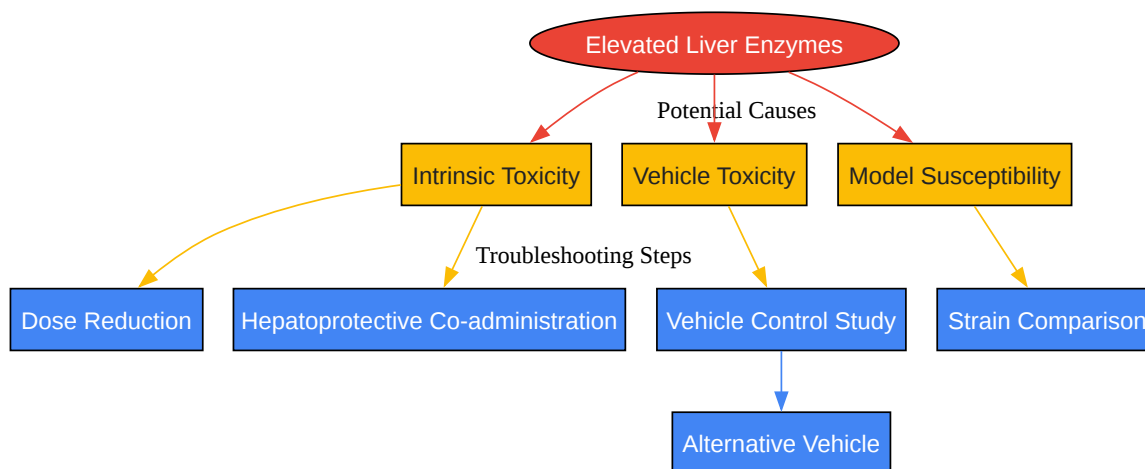 Elevated Liver Enzymes
Potential Causes
Intrinsic Toxicity
Vehicle Toxicity
Model Susceptibility
Troubleshooting Steps
Dose Reduction
Hepatoprotective Co-administration
Vehicle Control Study
Strain Comparison
Alternative Vehicle